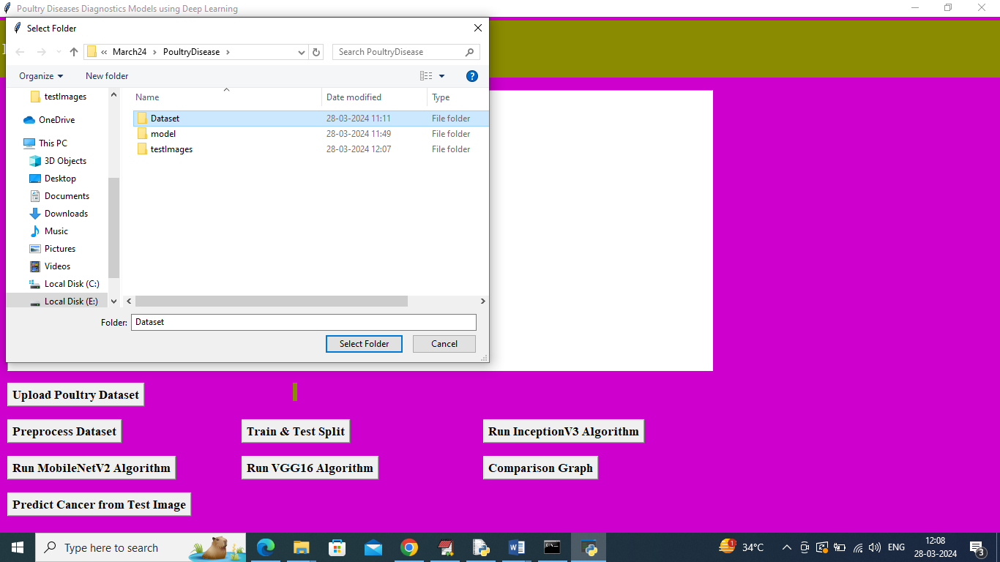 Poultry Diseases Diagnostics Models using Deep Learning
Select Folder
« March24 › PoultryDisease ›
Search PoultryDisease
Organize
New folder
Name
Date modified
Type
testImages
OneDrive
This PC
3D Objects
Desktop
Documents
Downloads
Music
Pictures
Videos
Local Disk (C:)
Local Disk (E:)
Dataset 28-03-2024 11:11 File folder
model 28-03-2024 11:49 File folder
testImages 28-03-2024 12:07 File folder
Folder: Dataset
Select Folder
Cancel
Upload Poultry Dataset
Preprocess Dataset
Train & Test Split
Run InceptionV3 Algorithm
Run MobileNetV2 Algorithm
Run VGG16 Algorithm
Comparison Graph
Predict Cancer from Test Image
Type here to search
1
34°C
ENG
12:08
28-03-2024
3